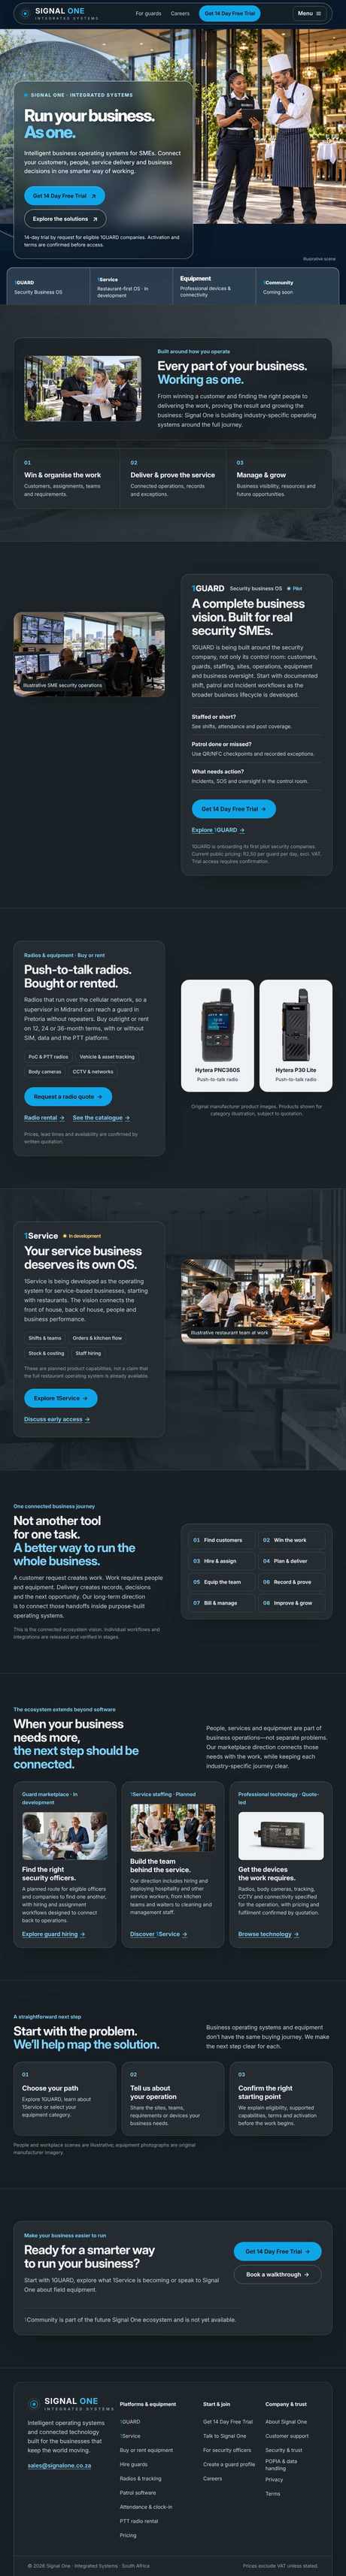 SIGNAL ONE
INTEGRATED SYSTEMS
For guards
Careers
Get 14 Day Free Trial
Menu
SIGNAL ONE · INTEGRATED SYSTEMS
Run your business.
As one.
Intelligent business operating systems for SMEs. Connect
your customers, people, service delivery and business
decisions in one smarter way of working.
Get 14 Day Free Trial ↗
Explore the solutions ↗
14-day trial by request for eligible 1GUARD companies. Activation and
terms are confirmed before access.
Illustrative scene
1GUARD
Security Business OS
1Service
Restaurant-first OS · In
development
Equipment
Professional devices &
connectivity
1Community
Coming soon
Built around how you operate
Every part of your business.
Working as one.
From winning a customer and finding the right people to
delivering the work, proving the result and growing the
business: Signal One is building industry-specific operating
systems around the full journey.
01
Win & organise the work
Customers, assignments, teams
and requirements.
02
Deliver & prove the service
Connected operations, records
and exceptions.
03
Manage & grow
Business visibility, resources and
future opportunities.
Illustrative SME security operations
1GUARD Security business OS Pilot
A complete business
vision. Built for real
security SMEs.
1GUARD is being built around the security
company, not only its control room: customers,
guards, staffing, sites, operations, equipment
and business oversight. Start with documented
shift, patrol and incident workflows as the
broader business lifecycle is developed.
Staffed or short?
See shifts, attendance and post coverage.
Patrol done or missed?
Use QR/NFC checkpoints and recorded exceptions.
What needs action?
Incidents, SOS and oversight in the control room.
Get 14 Day Free Trial →
Explore 1GUARD →
1GUARD is onboarding its first pilot security companies.
Current public pricing: R2,50 per guard per day, excl. VAT.
Trial access requires confirmation.
Radios & equipment · Buy or rent
Push-to-talk radios.
Bought or rented.
Radios that run over the cellular network, so a
supervisor in Midrand can reach a guard in
Pretoria without repeaters. Buy outright or rent
on 12, 24 or 36-month terms, with or without
SIM, data and the PTT platform.
PoC & PTT radios
Vehicle & asset tracking
Body cameras
CCTV & networks
Request a radio quote →
Radio rental →
See the catalogue →
Prices, lead times and availability are confirmed by
written quotation.
Hytera PNC360S
Push-to-talk radio
Hytera P30 Lite
Push-to-talk radio
Original manufacturer product images. Products shown for
category illustration, subject to quotation.
1Service In development
Your service business
deserves its own OS.
1Service is being developed as the operating
system for service-based businesses, starting
with restaurants. The vision connects the
front of house, back of house, people and
business performance.
Shifts & teams
Orders & kitchen flow
Stock & costing
Staff hiring
These are planned product capabilities, not a claim that
the full restaurant operating system is already available.
Explore 1Service →
Discuss early access →
Illustrative restaurant team at work
One connected business journey
Not another tool
for one task.
A better way to run the
whole business.
A customer request creates work. Work requires people
and equipment. Delivery creates records, decisions
and the next opportunity. Our long-term direction
is to connect those handoffs inside purpose-built
operating systems.
This is the connected ecosystem vision. Individual workflows and
integrations are released and verified in stages.
01 Find customers
02 Win the work
03 Hire & assign
04 Plan & deliver
05 Equip the team
06 Record & prove
07 Bill & manage
08 Improve & grow
The ecosystem extends beyond software
When your business
needs more,
the next step should be
connected.
People, services and equipment are part of
business operations—not separate problems.
Our marketplace direction connects those
needs with the work, while keeping each
industry-specific journey clear.
Guard marketplace · In
development
Find the right
security officers.
A planned route for eligible officers
and companies to find one another,
with hiring and assignment
workflows designed to connect
back to operations.
Explore guard hiring →
1Service staffing · Planned
Build the team
behind the service.
Our direction includes hiring and
deploying hospitality and other
service workers, from kitchen
teams and waiters to cleaning and
management staff.
Discover 1Service →
Professional technology · Quote-
led
Get the devices
the work requires.
Radios, body cameras, tracking,
CCTV and connectivity specified
for the operation, with pricing and
fulfilment confirmed by quotation.
Browse technology →
A straightforward next step
Start with the problem.
We'll help map the solution.
Business operating systems and equipment
don't have the same buying journey. We make
the next step clear for each.
01
Choose your path
Explore 1GUARD, learn about
1Service or select your
equipment category.
02
Tell us about
your operation
Share the sites, teams,
requirements or devices your
business needs.
03
Confirm the right
starting point
We explain eligibility, supported
capabilities, terms and activation
before the work begins.
People and workplace scenes are illustrative; equipment photographs are original
manufacturer imagery.
Make your business easier to run
Ready for a smarter way
to run your business?
Start with 1GUARD, explore what 1Service is becoming or speak to Signal
One about field equipment.
Get 14 Day Free Trial →
Book a walkthrough →
1Community is part of the future Signal One ecosystem and is not yet available.
SIGNAL ONE
INTEGRATED SYSTEMS
Intelligent operating systems
and connected technology
built for the businesses that
keep the world moving.
sales@signalone.co.za
Platforms & equipment
1GUARD
1Service
Buy or rent equipment
Hire guards
Radios & tracking
Patrol software
Attendance & clock-in
PTT radio rental
Pricing
Start & join
Get 14 Day Free Trial
Talk to Signal One
For security officers
Create a guard profile
Careers
Company & trust
About Signal One
Customer support
Security & trust
POPIA & data
handling
Privacy
Terms
© 2026 Signal One · Integrated Systems · South Africa
Prices exclude VAT unless stated.